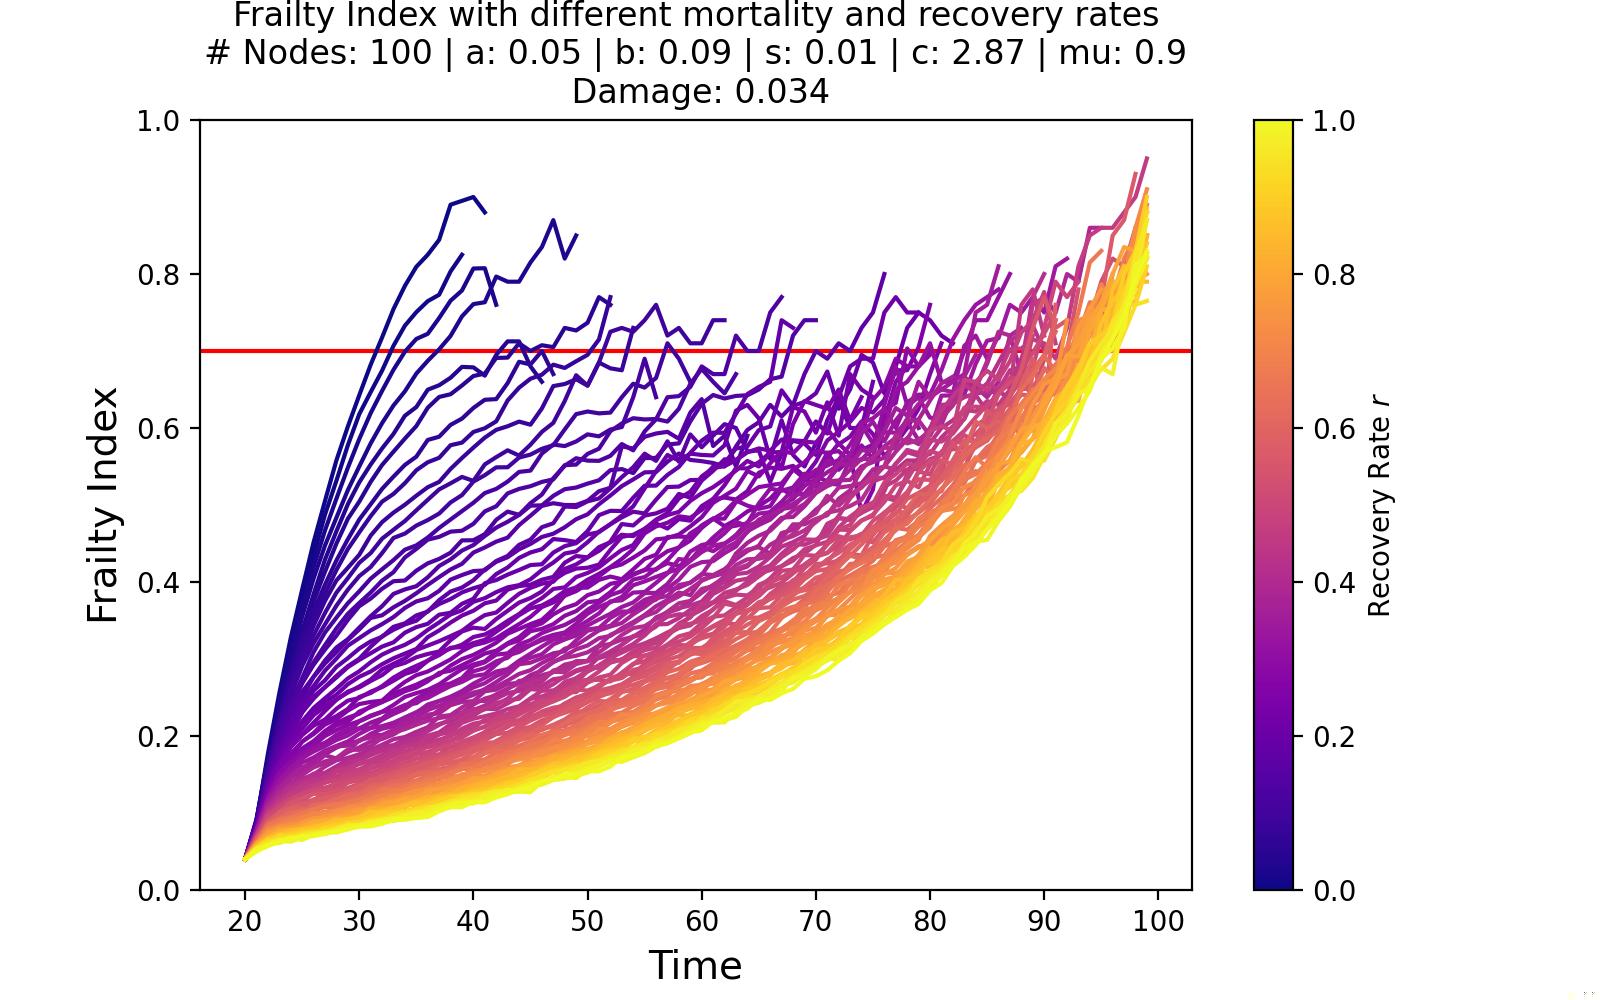 Frailty Index with different mortality and recovery rates
# Nodes: 100 | a: 0.05 | b: 0.09 | s: 0.01 | c: 2.87 | mu: 0.9
Damage: 0.034
1.0
0.8
0.6
0.4
0.2
0.0
Frailty Index
20 30 40 50 60 70 80 90 100
Time
1.0
0.8
0.6
0.4
0.2
0.0
Recovery Rate r